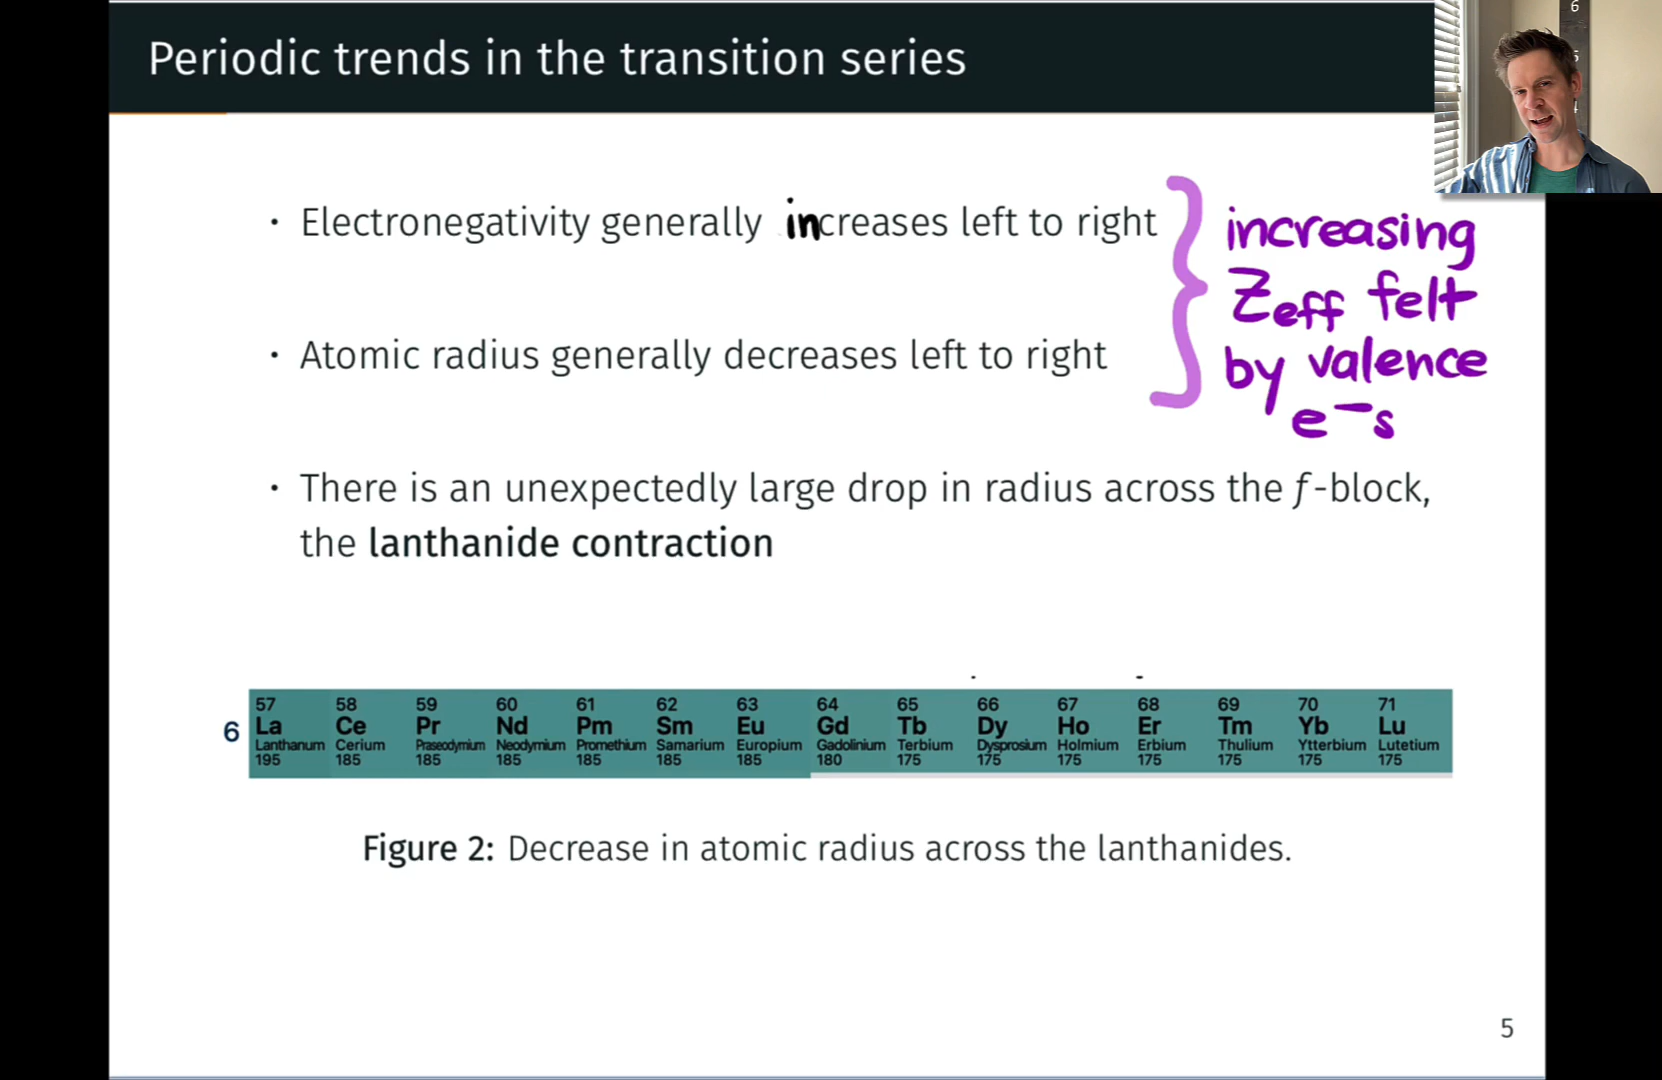 Periodic trends in the transition series
6
5
4
• Electronegativity generally increases left to right
increasing
Zeff felt
by valence
e⁻s
• Atomic radius generally decreases left to right
• There is an unexpectedly large drop in radius across the f-block,
the lanthanide contraction
57 58 59 60 61 62 63 64 65 66 67 68 69 70 71
6 La Ce Pr Nd Pm Sm Eu Gd Tb Dy Ho Er Tm Yb Lu
Lanthanum Cerium Praseodymium Neodymium Promethium Samarium Europium Gadolinium Terbium Dysprosium Holmium Erbium Thulium Ytterbium Lutetium
195 185 185 185 185 185 185 180 175 175 175 175 175 175 175
Figure 2: Decrease in atomic radius across the lanthanides.
5